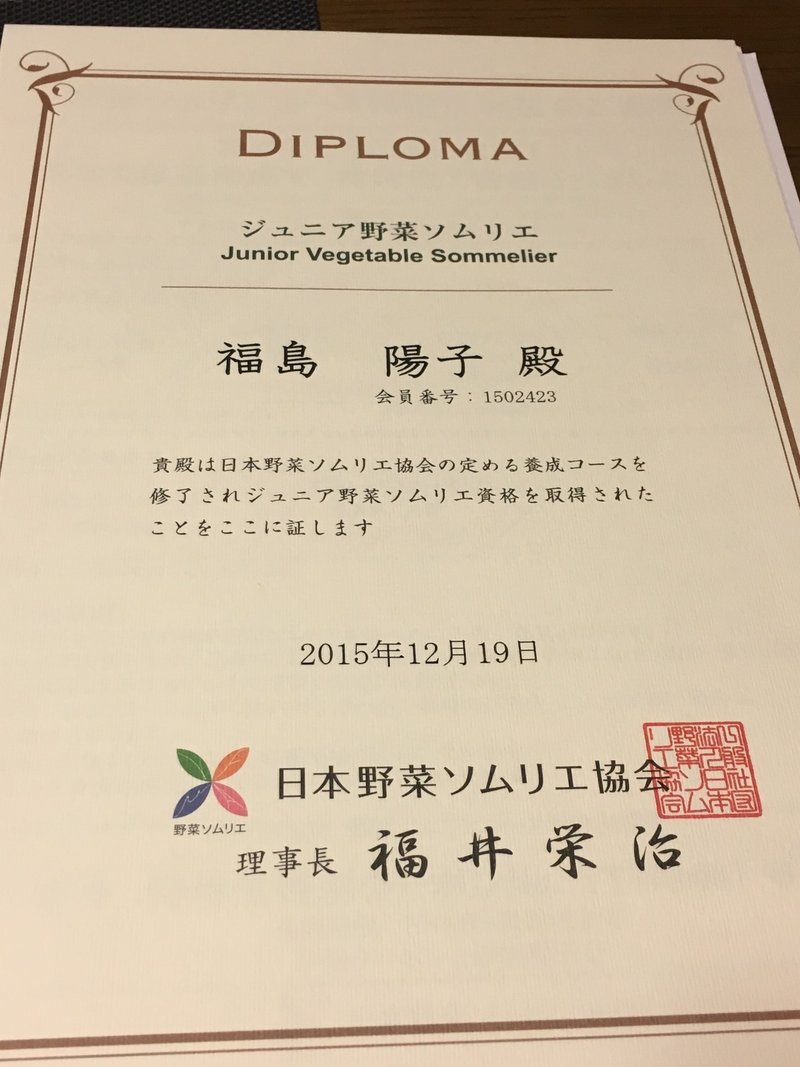 DIPLOMA
ジュニア野菜ソムリエ
Junior Vegetable Sommelier
福島 陽子 殿
会員番号:1502423
貴殿は日本野菜ソムリエ協会の定める養成コースを
修了されジュニア野菜ソムリエ資格を取得された
ことをここに証します
2015年12月19日
日本野菜ソムリエ協会
野菜ソムリエ
理事長 福井栄治